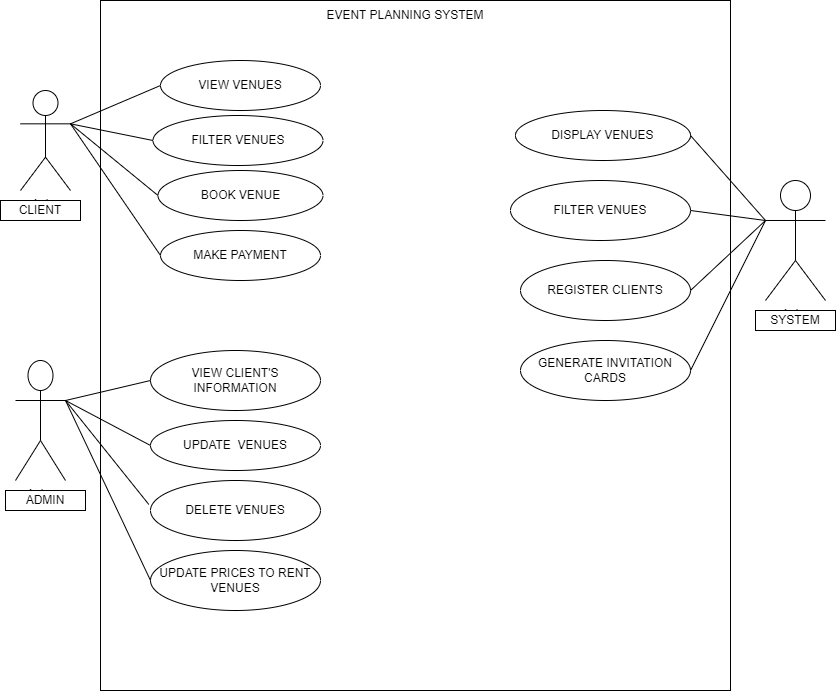 EVENT PLANNING SYSTEM
VIEW VENUES
FILTER VENUES
BOOK VENUE
MAKE PAYMENT
CLIENT
DISPLAY VENUES
FILTER VENUES
REGISTER CLIENTS
GENERATE INVITATION
CARDS
SYSTEM
VIEW CLIENT'S
INFORMATION
UPDATE  VENUES
DELETE VENUES
UPDATE PRICES TO RENT
VENUES
ADMIN